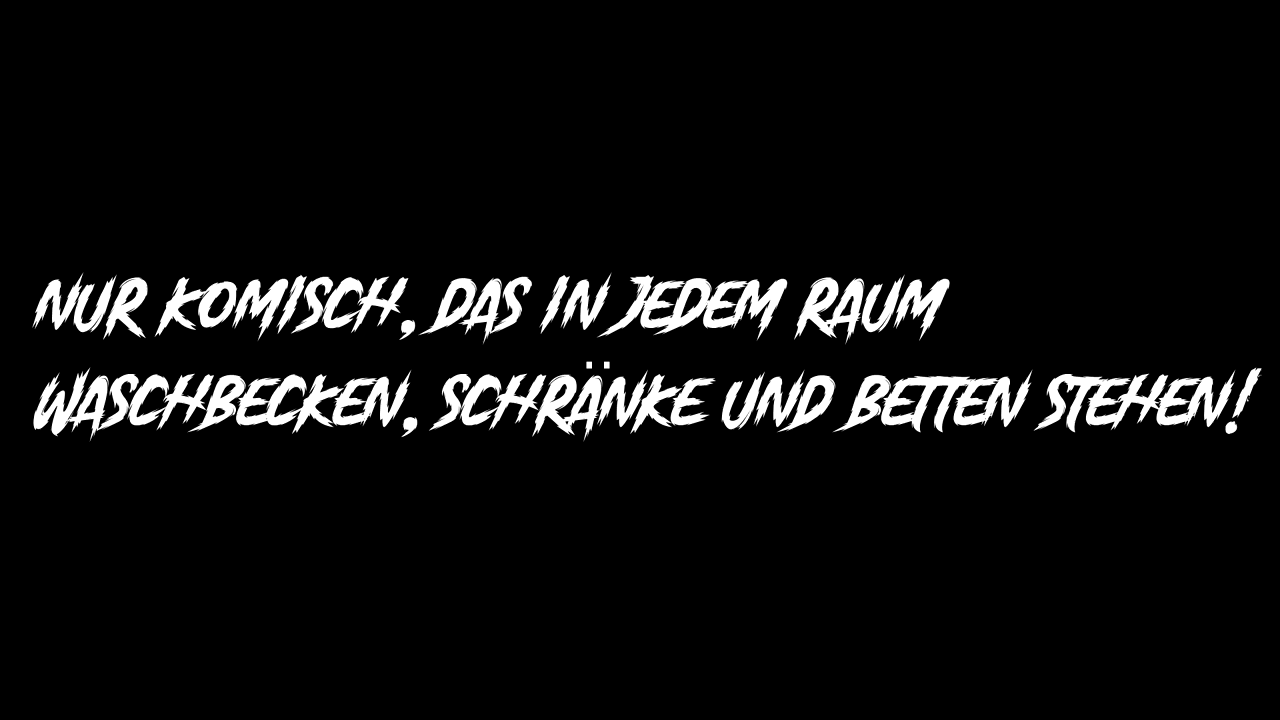 NUR KOMISCH, DAS IN JEDEM RAUM
WASCHBECKEN, SCHRÄNKE UND BETTEN STEHEN!